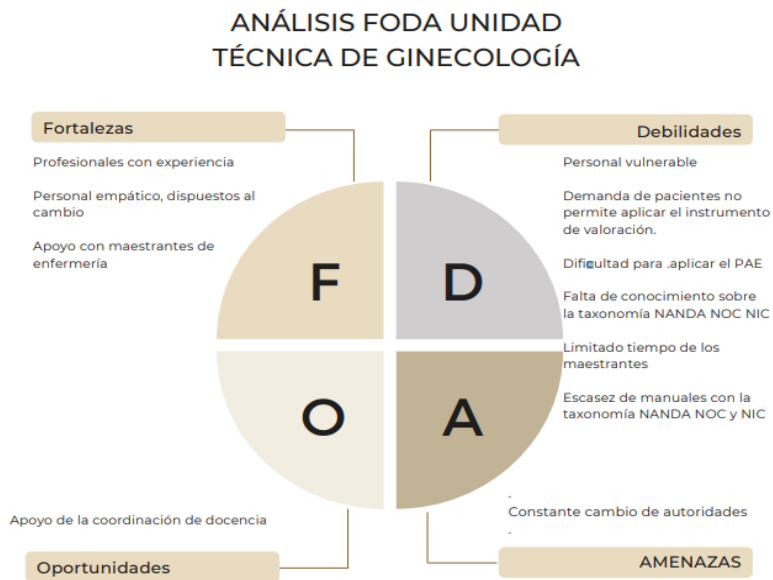 ANÁLISIS FODA UNIDAD
TÉCNICA DE GINECOLOGÍA
Fortalezas
Profesionales con experiencia
Personal empático, dispuestos al
cambio
Apoyo con maestrantes de
enfermería
Debilidades
Personal vulnerable
Demanda de pacientes no
permite aplicar el instrumento
de valoración.
Dificultad para .aplicar el PAE
Falta de conocimiento sobre
la taxonomía NANDA NOC NIC
Limitado tiempo de los
maestrantes
Escasez de manuales con la
taxonomía NANDA NOC y NIC
F
D
O
A
Apoyo de la coordinación de docencia
Oportunidades
.
Constante cambio de autoridades
.
AMENAZAS